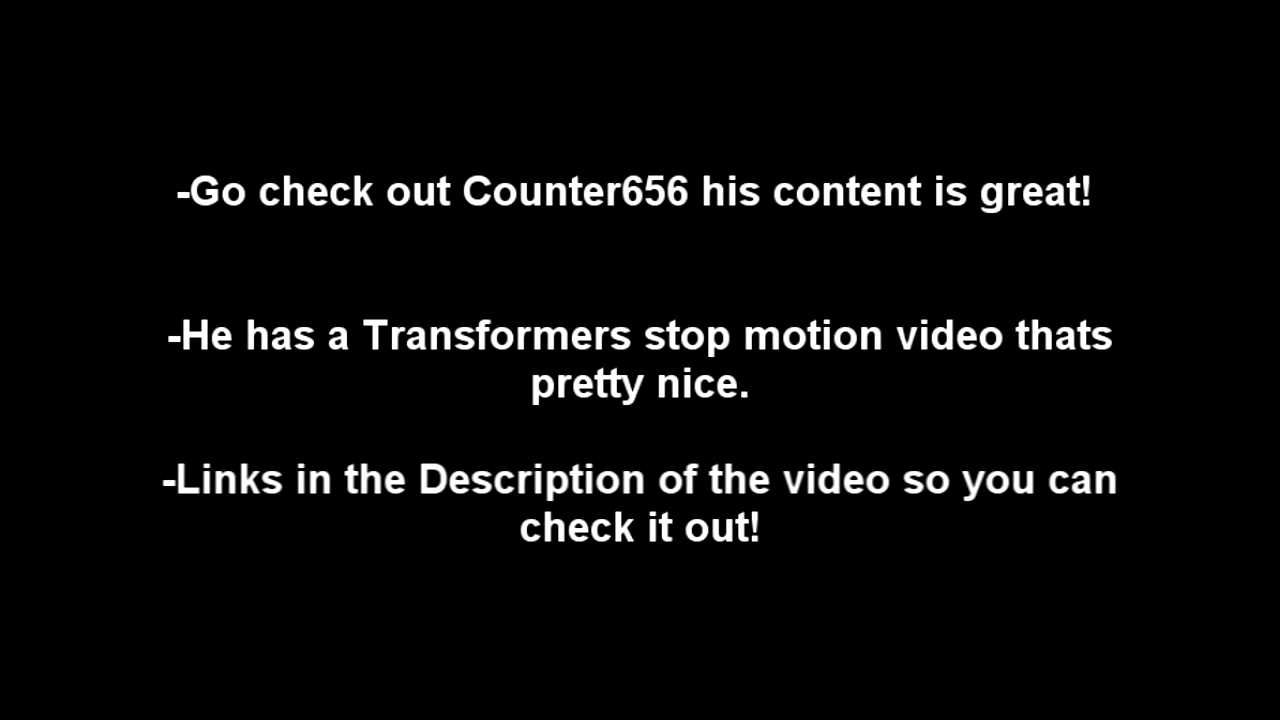 -Go check out Counter656 his content is great!
-He has a Transformers stop motion video thats
pretty nice.
-Links in the Description of the video so you can
check it out!